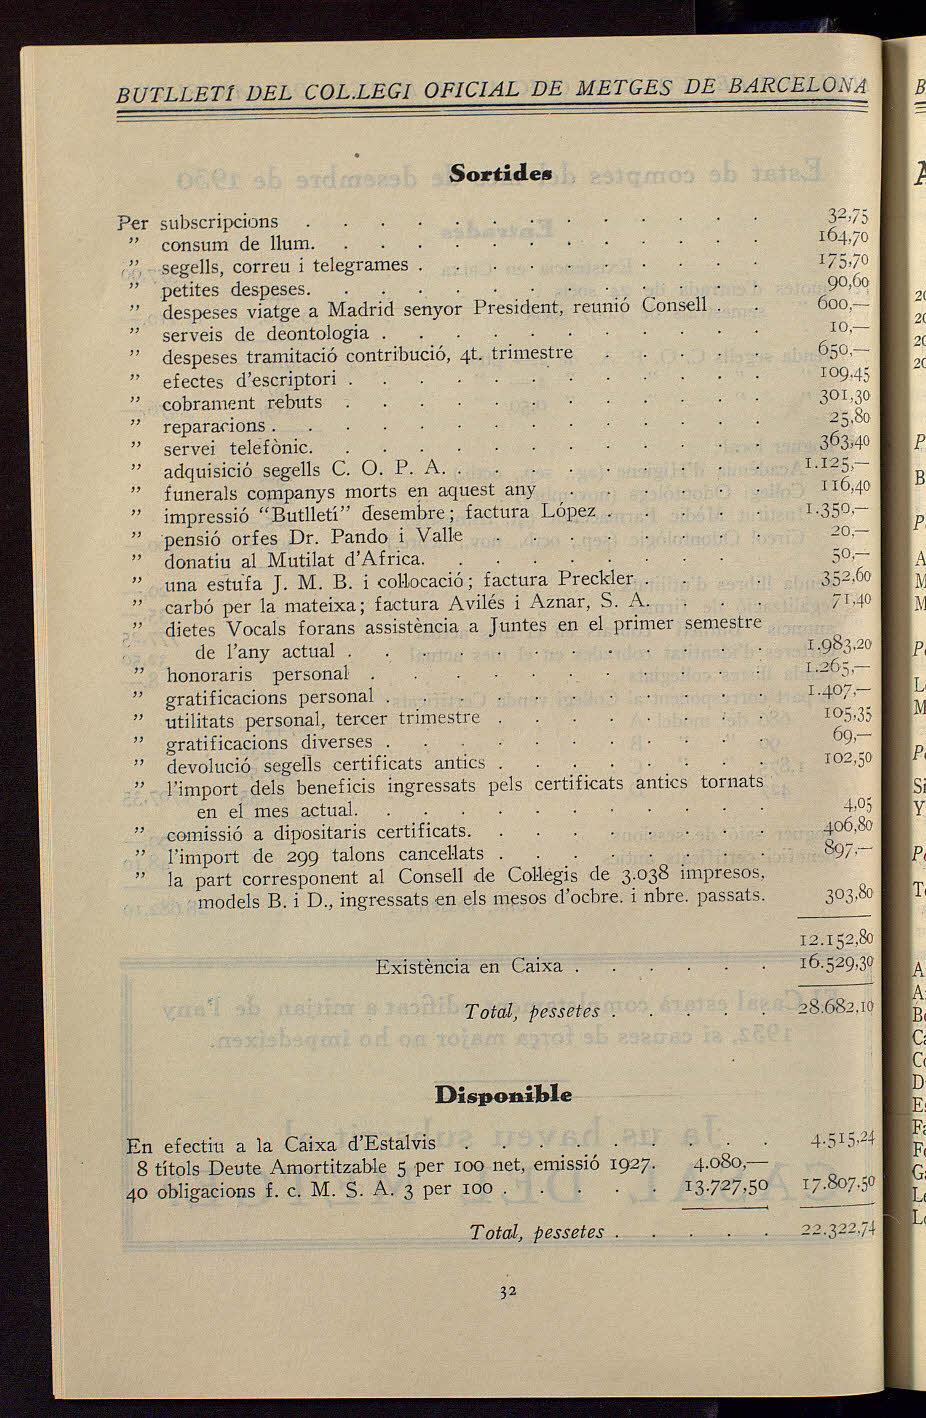 BUTLLETÍ DEL COL.LEGI OFICIAL DE METGES DE BARCELONA
Sortides
Per subscripcions . . . . . . . . . . . . . 32,75
” consum de llum. . . . . . . . . . . . . 164,70
” segells, correu i telegrames . . . . . . . . . . 175,70
” petites despeses. . . . . . . . . . . . . 90,60
” despeses viatge a Madrid senyor President, reunió Consell . . 600,—
” serveis de deontologia . . . . . . . . . . . 10,—
” despeses tramitació contribució, 4t. trimestre . . . . . 650,—
” efectes d’escriptori . . . . . . . . . . . . 109,45
” cobrament rebuts . . . . . . . . . . . . 301,30
” reparacions . . . . . . . . . . . . . . 25,80
” servei telefònic. . . . . . . . . . . . . 363,40
” adquisició segells C. O. P. A. . . . . . . . . . 1.125,—
” funerals companys morts en aquest any . . . . . . 116,40
” impressió “Butlletí” desembre; factura López . . . . . 1.350,—
” pensió orfes Dr. Pando i Valle . . . . . . . . 20,—
” donatiu al Mutilat d’Africa. . . . . . . . . . 50,—
” una estufa J. M. B. i col·locació; factura Preckler . . . . 352,60
” carbó per la mateixa; factura Avilés i Aznar, S. A. . . . . 71,40
” dietes Vocals forans assistència a Juntes en el primer semestre
de l’any actual . . . . . . . . . . . . 1.983,20
” honoraris personal . . . . . . . . . . . 1.265,—
” gratificacions personal . . . . . . . . . . . 1.407,—
” utilitats personal, tercer trimestre . . . . . . . . 105,35
” gratificacions diverses . . . . . . . . . . . 69,—
” devolució segells certificats antics . . . . . . . . 102,50
” l’import dels beneficis ingressats pels certificats antics tornats
en el mes actual. . . . . . . . . . . . 4,05
” comissió a dipositaris certificats. . . . . . . . . 406,80
” l’import de 299 talons cancel·lats . . . . . . . . 897,—
” la part corresponent al Consell de Col·legis de 3.038 impresos,
models B. i D., ingressats en els mesos d’ocbre. i nbre. passats. 303,80
12.152,80
Existència en Caixa . . . . . . 16.529,30
Total, pessetes . . . . . 28.682,10
Disponible
En efectiu a la Caixa d’Estalvis . . . . . . . . . 4.515,24
8 títols Deute Amortitzable 5 per 100 net, emissió 1927. 4.080,—
40 obligacions f. c. M. S. A. 3 per 100 . . . . . 13.727,50 17.807,50
Total, pessetes . . . . . 22.322,74
32